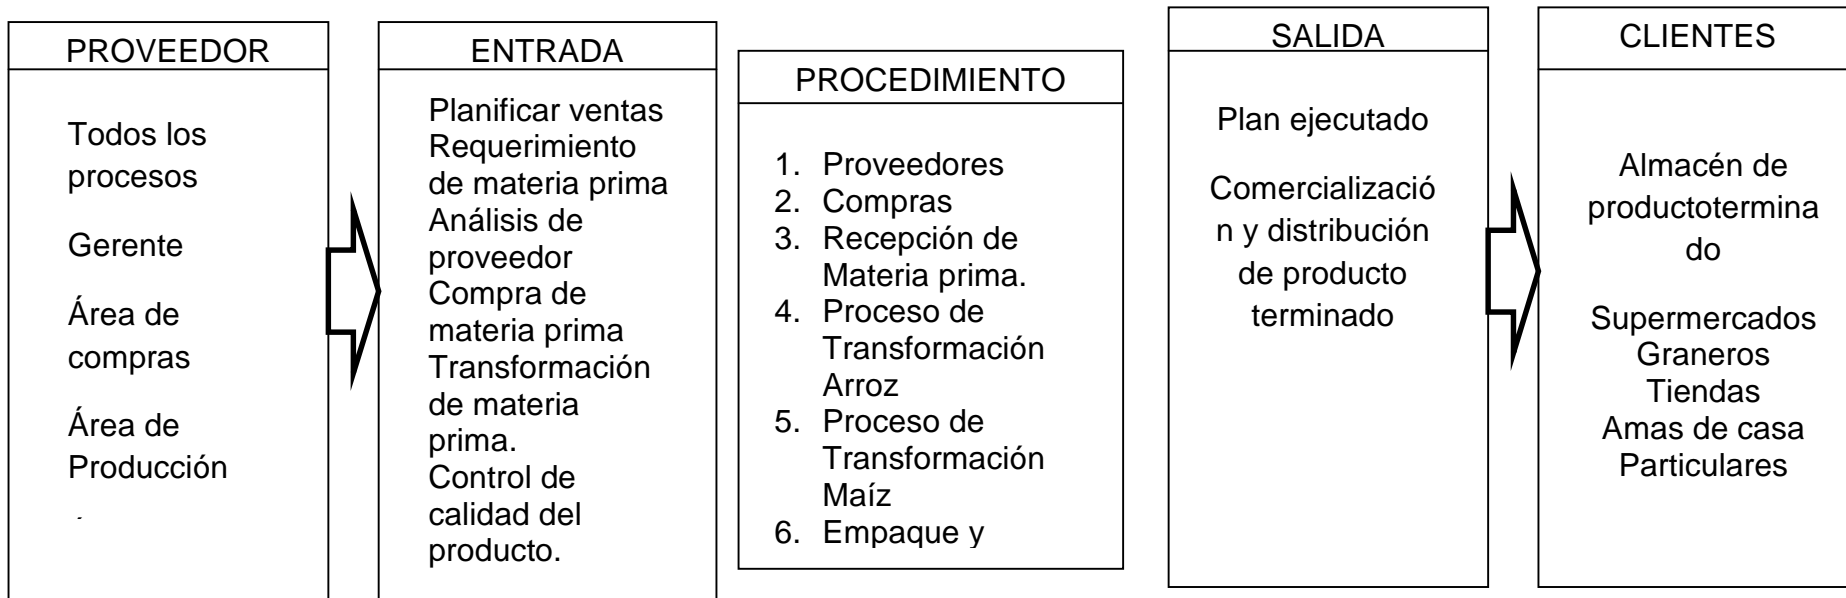 PROVEEDOR
Todos los
procesos
Gerente
Área de
compras
Área de
Producción
ENTRADA
Planificar ventas
Requerimiento
de materia prima
Análisis de
proveedor
Compra de
materia prima
Transformación
de materia
prima.
Control de
calidad del
producto.
PROCEDIMIENTO
1. Proveedores
2. Compras
3. Recepción de
Materia prima.
4. Proceso de
Transformación
Arroz
5. Proceso de
Transformación
Maíz
6. Empaque y
SALIDA
Plan ejecutado
Comercializació
n y distribución
de producto
terminado
CLIENTES
Almacén de
productotermina
do
Supermercados
Graneros
Tiendas
Amas de casa
Particulares